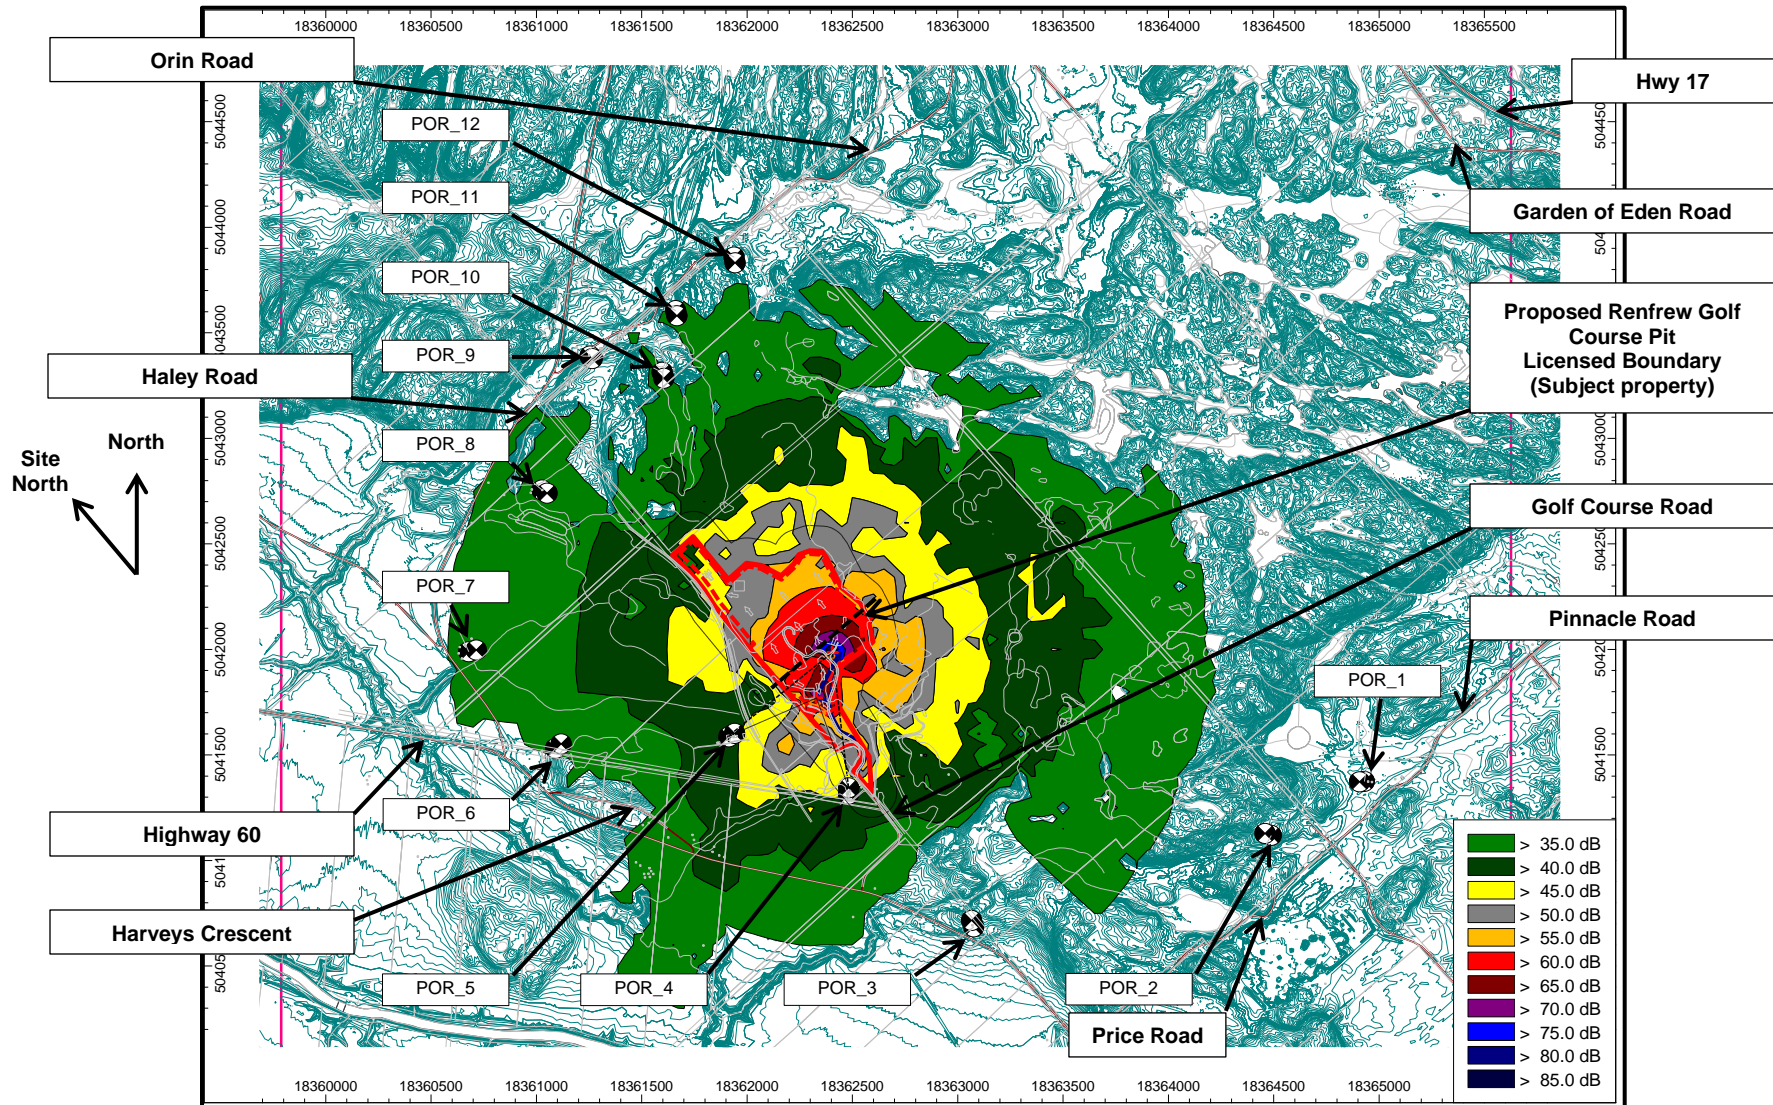 18360000 18360500 18361000 18361500 18362000 18362500 18363000 18363500 18364000 18364500 18365000 18365500
Orin Road
Hwy 17
5044500
5044500
POR_12
POR_11
Garden of Eden Road
5044000
POR_10
Proposed Renfrew Golf
Course Pit
Licensed Boundary
(Subject property)
5043500
POR_9
Haley Road
5043000
5043000
POR_8
North
Site
North
Golf Course Road
5042500
5042500
POR_7
Pinnacle Road
5042000
5042000
POR_1
5041500
5041500
POR_6
Highway 60
Harveys Crescent
POR_5
POR_4
POR_3
POR_2
Price Road
> 35.0 dB
> 40.0 dB
> 45.0 dB
> 50.0 dB
> 55.0 dB
> 60.0 dB
> 65.0 dB
> 70.0 dB
> 75.0 dB
> 80.0 dB
> 85.0 dB
18360000 18360500 18361000 18361500 18362000 18362500 18363000 18363500 18364000 18364500 18365000